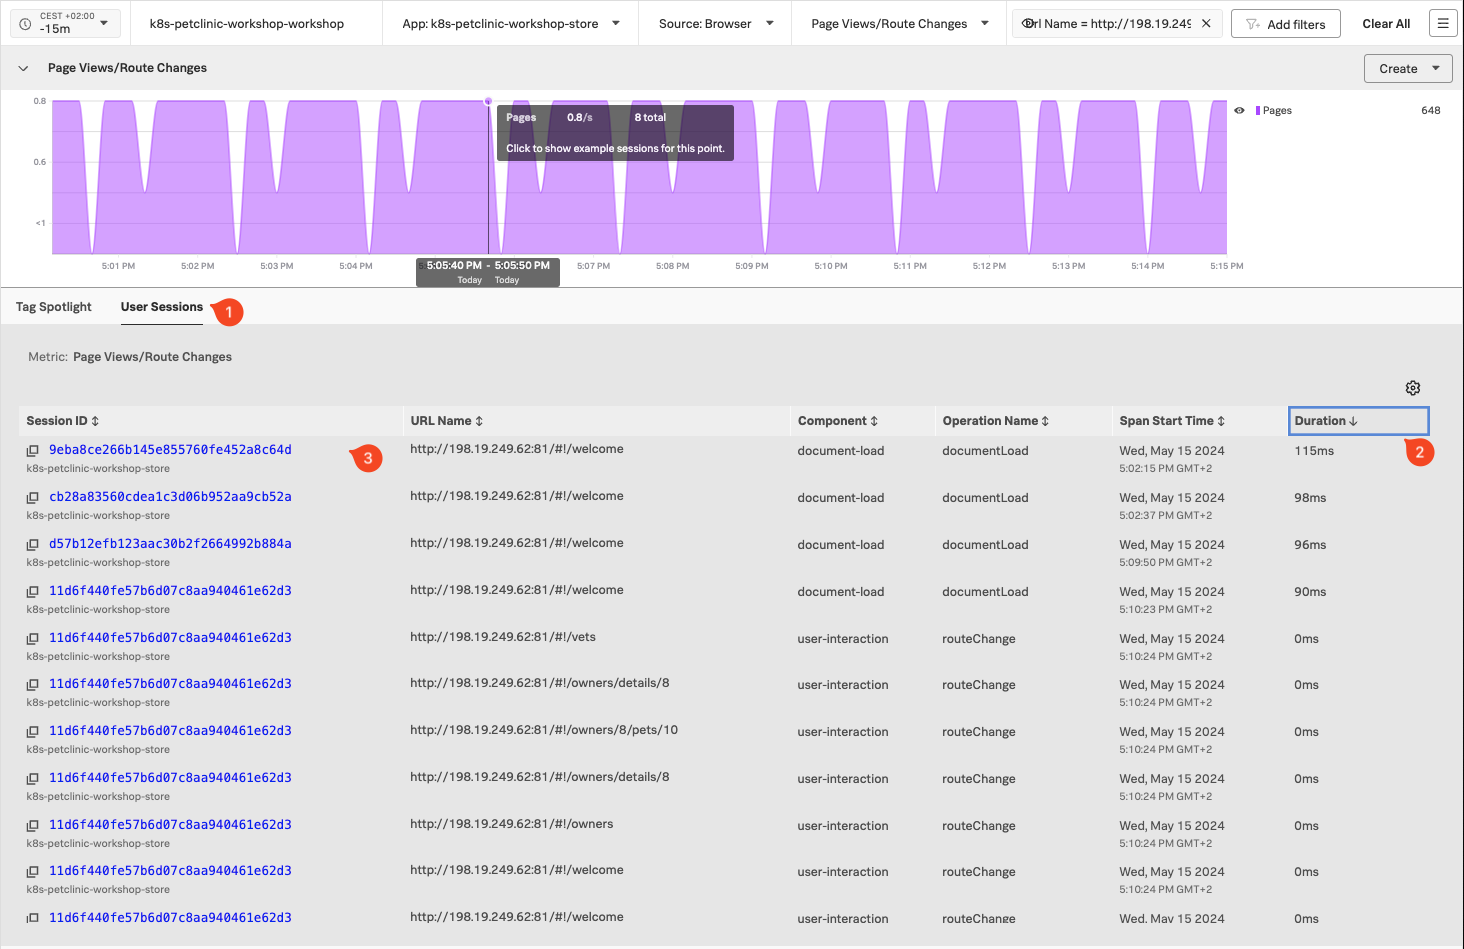 CEST +02:00
-15m
k8s-petclinic-workshop-workshop
App: k8s-petclinic-workshop-store
Source: Browser
Page Views/Route Changes
Url Name = http://198.19.249
Add filters
Clear All
Page Views/Route Changes
Create
0.8
0.6
<1
Pages 0.8/s 8 total
Click to show example sessions for this point.
Pages 648
5:01 PM 5:02 PM 5:03 PM 5:04 PM 5:07 PM 5:08 PM 5:09 PM 5:10 PM 5:11 PM 5:12 PM 5:13 PM 5:14 PM 5:15 PM
5:05:40 PM - 5:05:50 PM
Today Today
Tag Spotlight User Sessions 1
Metric: Page Views/Route Changes
Session ID URL Name Component Operation Name Span Start Time Duration
2
3
9eba8ce266b145e855760fe452a8c64d http://198.19.249.62:81/#!/welcome document-load documentLoad Wed, May 15 2024 115ms
k8s-petclinic-workshop-store 5:02:15 PM GMT+2
cb28a83560cdea1c3d06b952aa9cb52a http://198.19.249.62:81/#!/welcome document-load documentLoad Wed, May 15 2024 98ms
k8s-petclinic-workshop-store 5:02:37 PM GMT+2
d57b12efb123aac30b2f2664992b884a http://198.19.249.62:81/#!/welcome document-load documentLoad Wed, May 15 2024 96ms
k8s-petclinic-workshop-store 5:09:50 PM GMT+2
11d6f440fe57b6d07c8aa940461e62d3 http://198.19.249.62:81/#!/welcome document-load documentLoad Wed, May 15 2024 90ms
k8s-petclinic-workshop-store 5:10:23 PM GMT+2
11d6f440fe57b6d07c8aa940461e62d3 http://198.19.249.62:81/#!/vets user-interaction routeChange Wed, May 15 2024 0ms
k8s-petclinic-workshop-store 5:10:24 PM GMT+2
11d6f440fe57b6d07c8aa940461e62d3 http://198.19.249.62:81/#!/owners/details/8 user-interaction routeChange Wed, May 15 2024 0ms
k8s-petclinic-workshop-store 5:10:24 PM GMT+2
11d6f440fe57b6d07c8aa940461e62d3 http://198.19.249.62:81/#!/owners/8/pets/10 user-interaction routeChange Wed, May 15 2024 0ms
k8s-petclinic-workshop-store 5:10:24 PM GMT+2
11d6f440fe57b6d07c8aa940461e62d3 http://198.19.249.62:81/#!/owners/details/8 user-interaction routeChange Wed, May 15 2024 0ms
k8s-petclinic-workshop-store 5:10:24 PM GMT+2
11d6f440fe57b6d07c8aa940461e62d3 http://198.19.249.62:81/#!/owners user-interaction routeChange Wed, May 15 2024 0ms
k8s-petclinic-workshop-store 5:10:24 PM GMT+2
11d6f440fe57b6d07c8aa940461e62d3 http://198.19.249.62:81/#!/welcome user-interaction routeChange Wed, May 15 2024 0ms
k8s-petclinic-workshop-store 5:10:24 PM GMT+2
11d6f440fe57b6d07c8aa940461e62d3 http://198.19.249.62:81/#!/welcome user-interaction routeChange Wed, May 15 2024 0ms